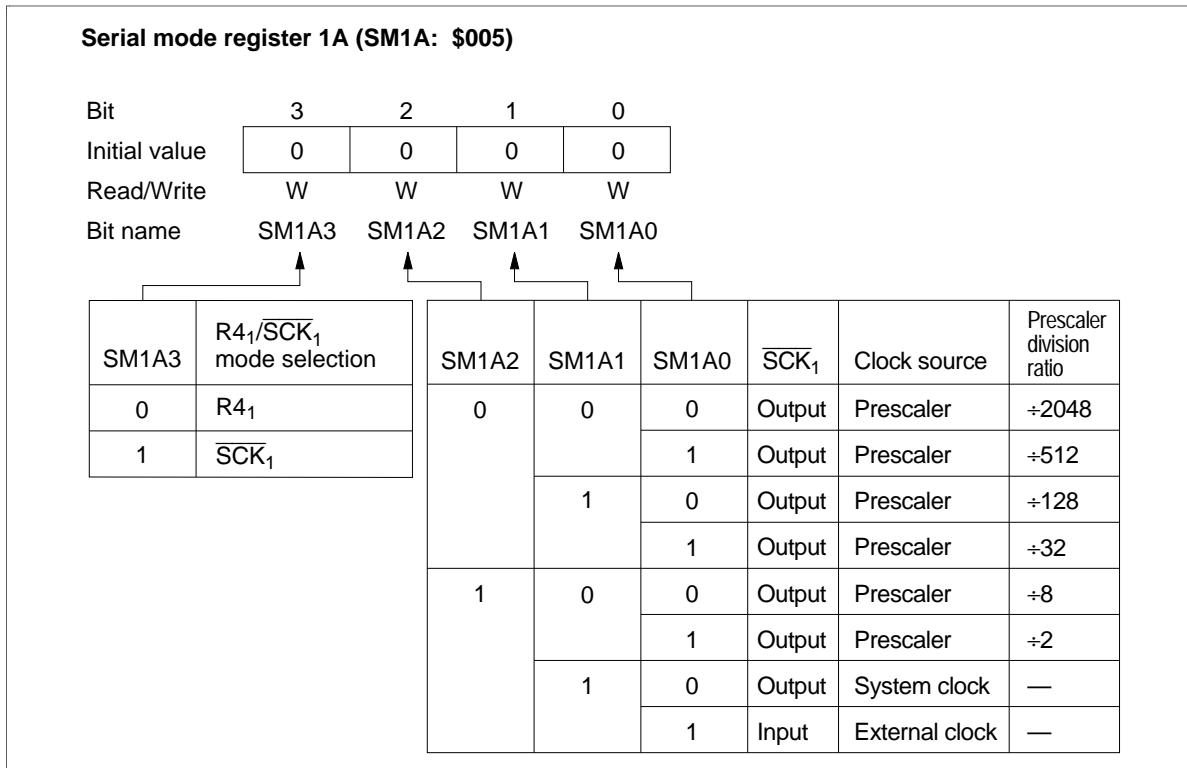 Serial mode register 1A (SM1A: $005)
Bit 3 2 1 0
Initial value 0 0 0 0
Read/Write W W W W
Bit name SM1A3 SM1A2 SM1A1 SM1A0
SM1A3 R4₁/S̅C̅K̅₁
mode selection
0 R4₁
1 S̅C̅K̅₁
SM1A2 SM1A1 SM1A0 S̅C̅K̅₁ Clock source Prescaler
division
ratio
0 0 0 Output Prescaler ÷2048
1 Output Prescaler ÷512
1 0 Output Prescaler ÷128
1 Output Prescaler ÷32
1 0 0 Output Prescaler ÷8
1 Output Prescaler ÷2
1 0 Output System clock —
1 Input External clock —